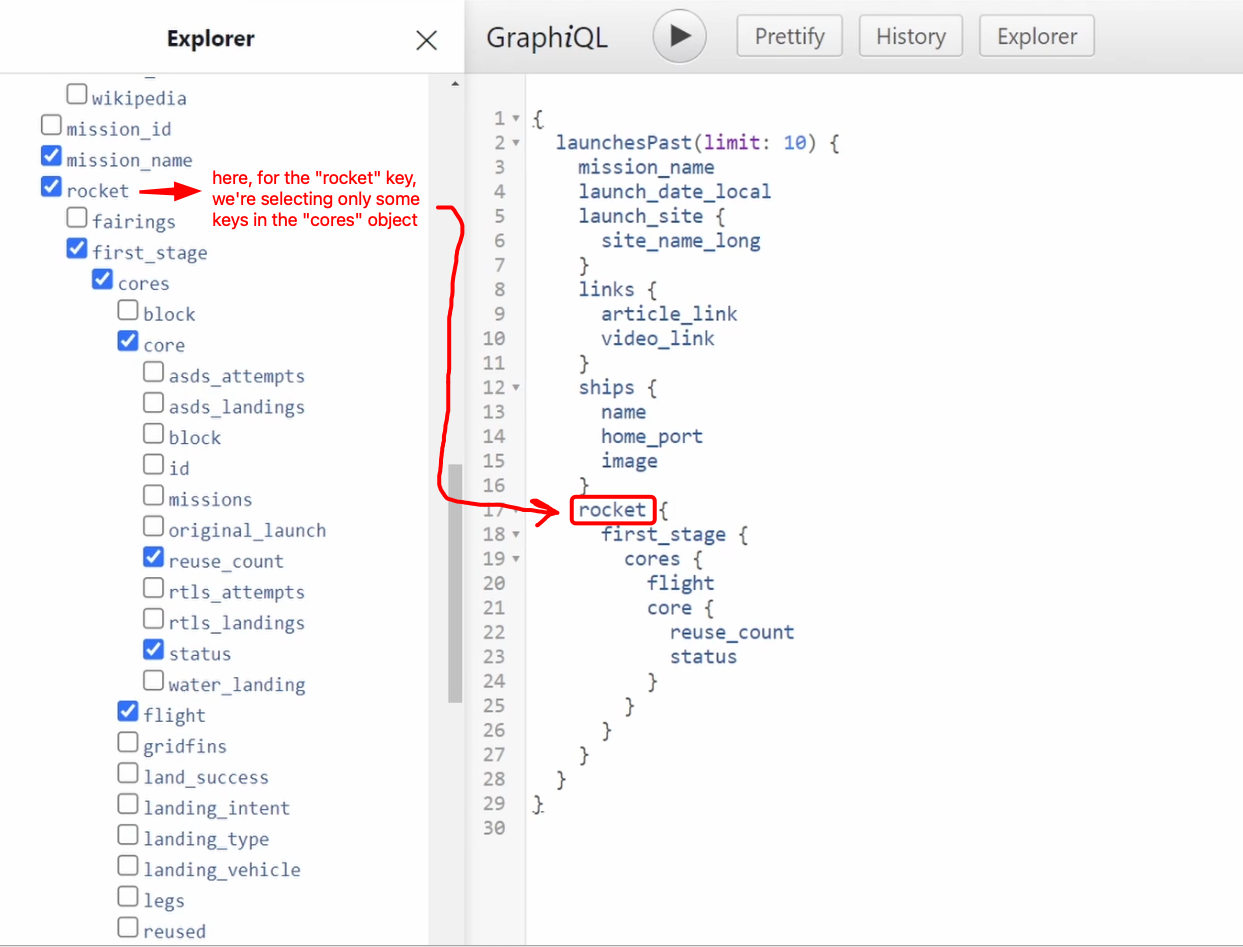 Explorer
wikipedia
mission_id
mission_name
rocket
fairings
first_stage
cores
block
core
asds_attempts
asds_landings
block
id
missions
original_launch
reuse_count
rtls_attempts
rtls_landings
status
water_landing
flight
gridfins
land_success
landing_intent
landing_type
landing_vehicle
legs
reused
here, for the "rocket" key,
we're selecting only some
keys in the "cores" object
GraphiQL
Prettify
History
Explorer
1 {
2 launchesPast(limit: 10) {
3 mission_name
4 launch_date_local
5 launch_site {
6 site_name_long
7 }
8 links {
9 article_link
10 video_link
11 }
12 ships {
13 name
14 home_port
15 image
16 }
17 rocket {
18 first_stage {
19 cores {
20 flight
21 core {
22 reuse_count
23 status
24 }
25 }
26 }
27 }
28 }
29 }
30